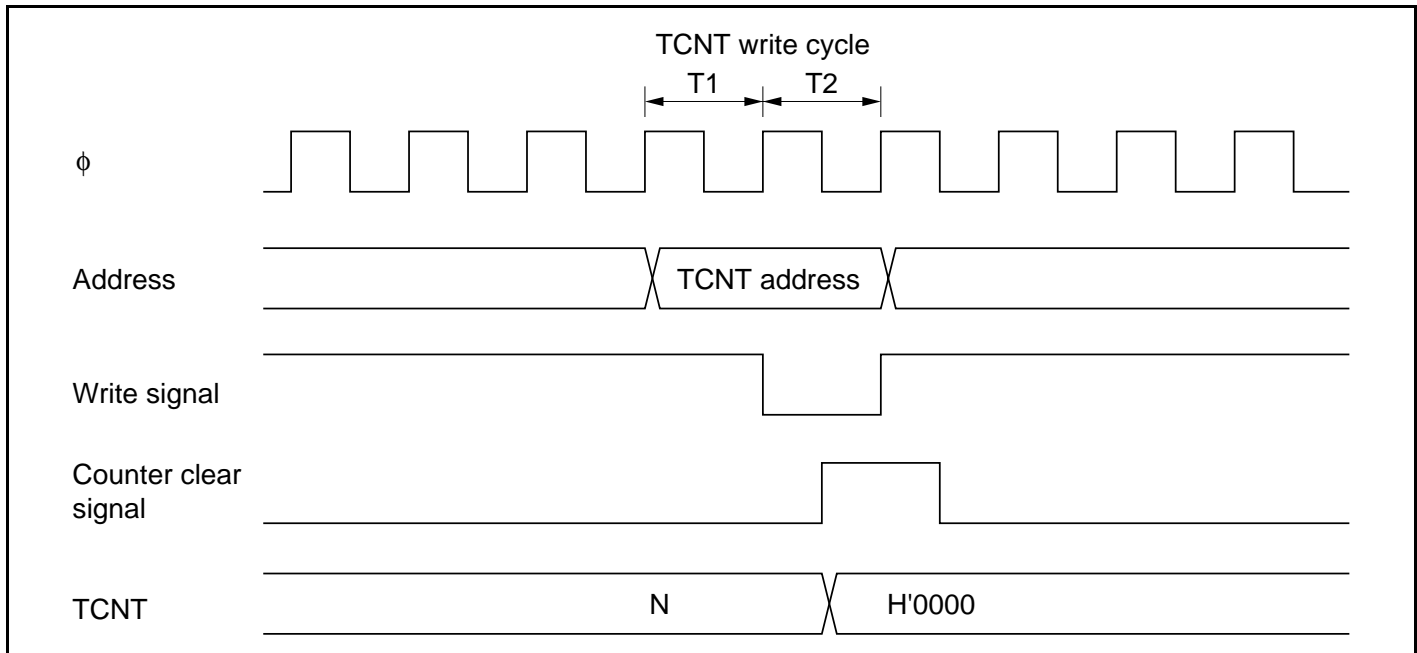 TCNT write cycle
T1 T2
ϕ
Address TCNT address
Write signal
Counter clear
signal
TCNT N H'0000